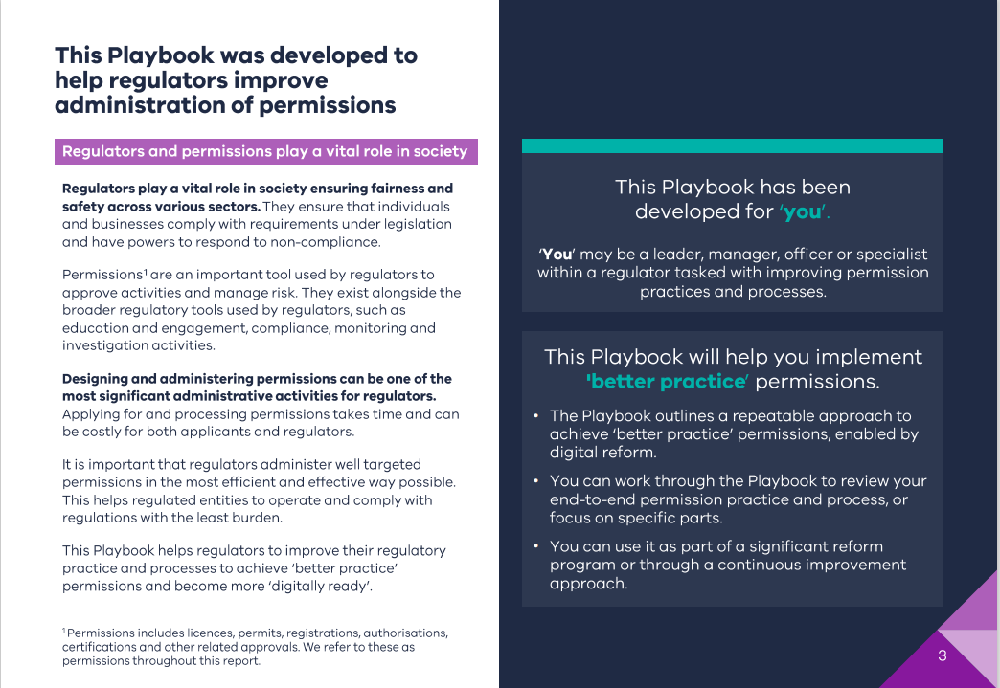 This Playbook was developed to
help regulators improve
administration of permissions
Regulators and permissions play a vital role in society
Regulators play a vital role in society ensuring fairness and
safety across various sectors. They ensure that individuals
and businesses comply with requirements under legislation
and have powers to respond to non-compliance.
Permissions¹ are an important tool used by regulators to
approve activities and manage risk. They exist alongside the
broader regulatory tools used by regulators, such as
education and engagement, compliance, monitoring and
investigation activities.
Designing and administering permissions can be one of the
most significant administrative activities for regulators.
Applying for and processing permissions takes time and can
be costly for both applicants and regulators.
It is important that regulators administer well targeted
permissions in the most efficient and effective way possible.
This helps regulated entities to operate and comply with
regulations with the least burden.
This Playbook helps regulators to improve their regulatory
practice and processes to achieve ‘better practice’
permissions and become more ‘digitally ready’.
¹ Permissions includes licences, permits, registrations, authorisations,
certifications and other related approvals. We refer to these as
permissions throughout this report.
This Playbook has been
developed for ‘you’.
‘You’ may be a leader, manager, officer or specialist
within a regulator tasked with improving permission
practices and processes.
This Playbook will help you implement
'better practice’ permissions.
• The Playbook outlines a repeatable approach to
achieve ‘better practice’ permissions, enabled by
digital reform.
• You can work through the Playbook to review your
end-to-end permission practice and process, or
focus on specific parts.
• You can use it as part of a significant reform
program or through a continuous improvement
approach.
3